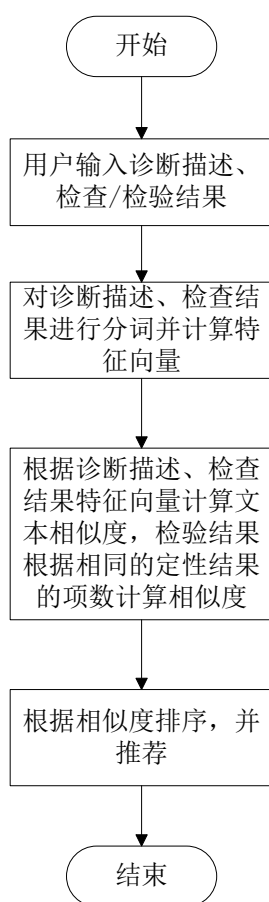 开始
用户输入诊断描述、
检查/检验结果
对诊断描述、检查结
果进行分词并计算特
征向量
根据诊断描述、检查
结果特征向量计算文
本相似度，检验结果
根据相同的定性结果
的项数计算相似度
根据相似度排序，并
推荐
结束